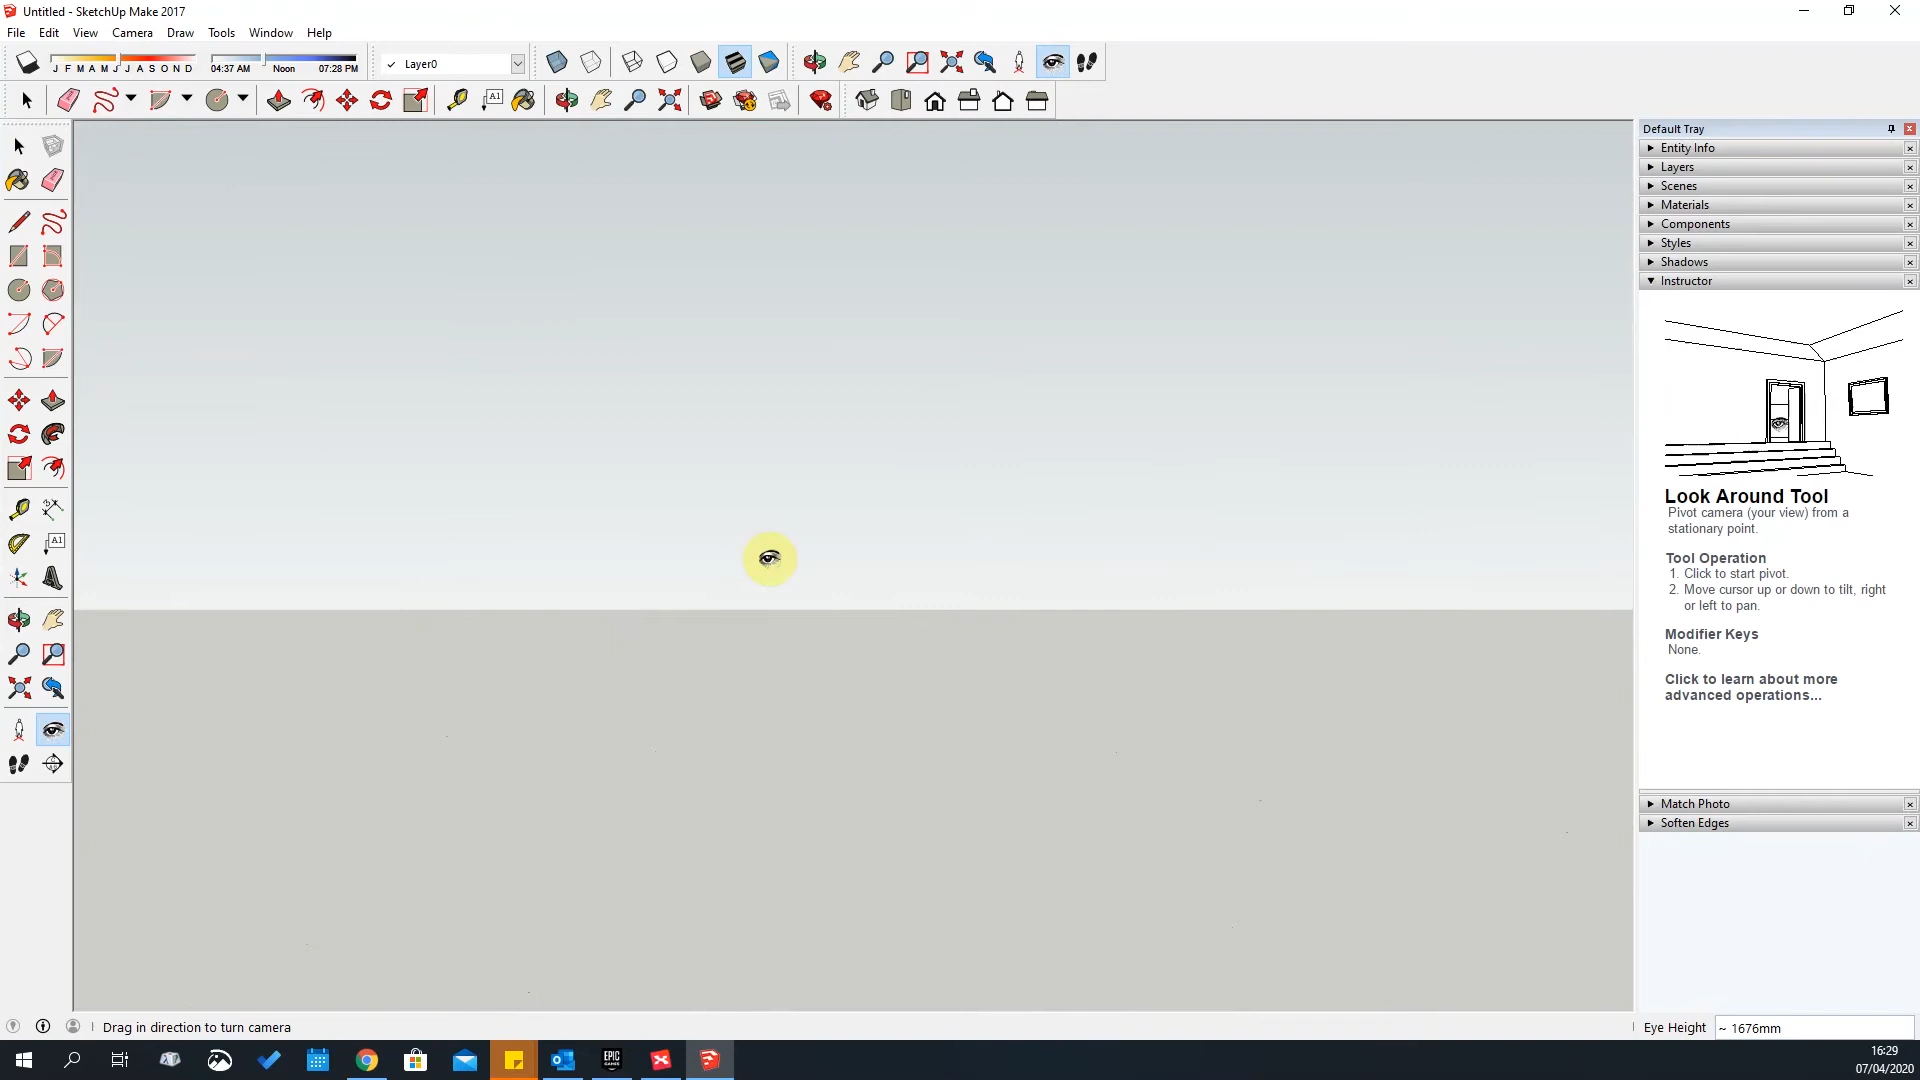 Untitled - SketchUp Make 2017
File Edit View Camera Draw Tools Window Help
J F M A M J J A S O N D
04:37 AM Noon 07:28 PM
Layer0
A1
Default Tray
Entity Info
Layers
Scenes
Materials
Components
Styles
Shadows
Instructor
Look Around Tool
Pivot camera (your view) from a
stationary point.
Tool Operation
1. Click to start pivot.
2. Move cursor up or down to tilt, right
or left to pan.
Modifier Keys
None.
Click to learn about more
advanced operations...
Match Photo
Soften Edges
A1
Drag in direction to turn camera
Eye Height ~ 1676mm
EPIC
GAMES
16:29
07/04/2020